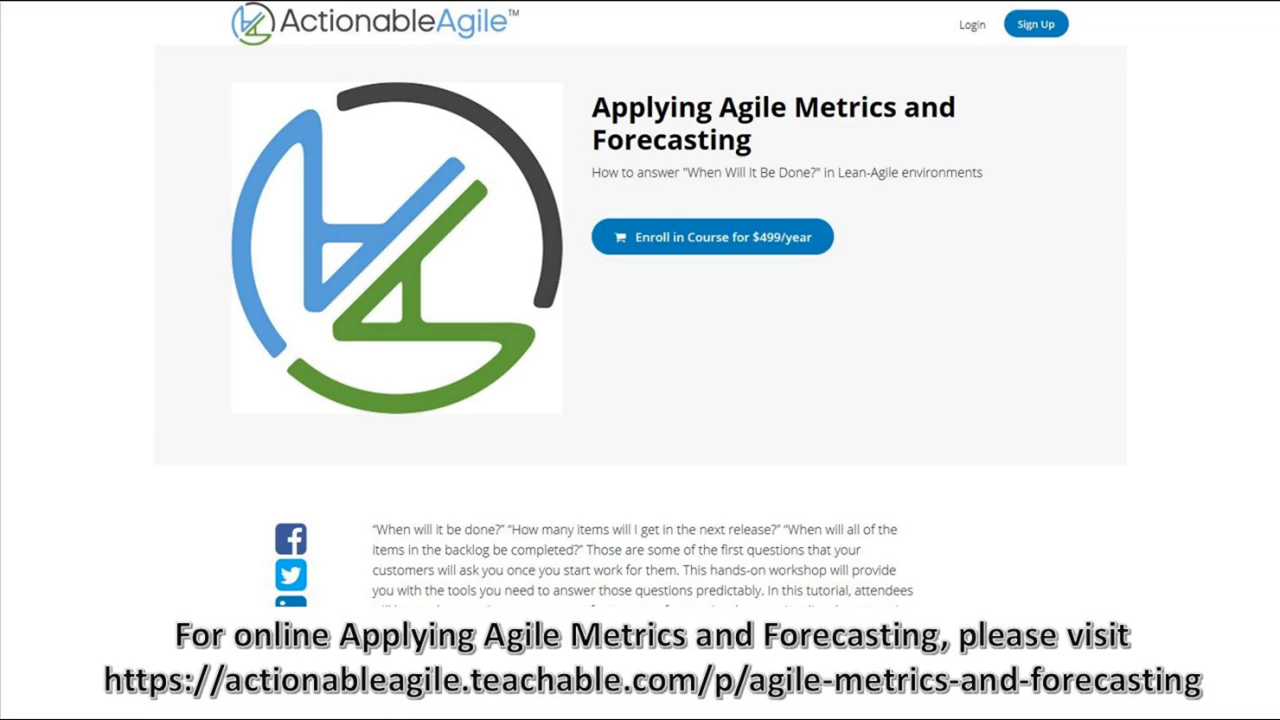 ActionableAgile™
Login
Sign Up
Applying Agile Metrics and
Forecasting
How to answer "When Will It Be Done?" In Lean-Agile environments
Enroll in Course for $499/year
“When will it be done?” “How many items will I get in the next release?” “When will all of the
items in the backlog be completed?” Those are some of the first questions that your
customers will ask you once you start work for them. This hands-on workshop will provide
you with the tools you need to answer those questions predictably. In this tutorial, attendees
For online Applying Agile Metrics and Forecasting, please visit
https://actionableagile.teachable.com/p/agile-metrics-and-forecasting